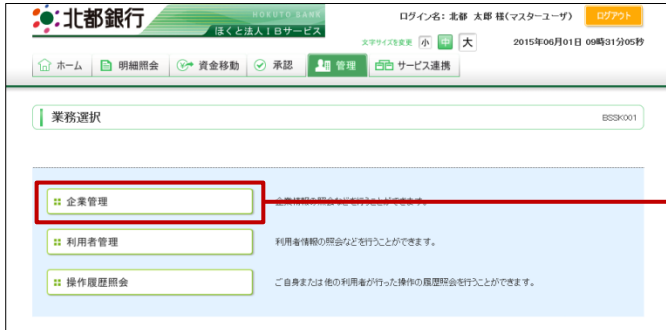 北都銀行
HOKUTO BANK
ほくと法人IBサービス
ログイン名：北都 太郎 様(マスターユーザ)
ログアウト
文字サイズを変更 小 中 大
2015年06月01日 09時31分05秒
ホーム 明細照会 資金移動 承認 管理 サービス連携
業務選択
BSSK001
企業管理
企業情報の照会などを行うことができます。
利用者管理
利用者情報の照会などを行うことができます。
操作履歴照会
ご自身または他の利用者が行った操作の履歴照会を行うことができます。